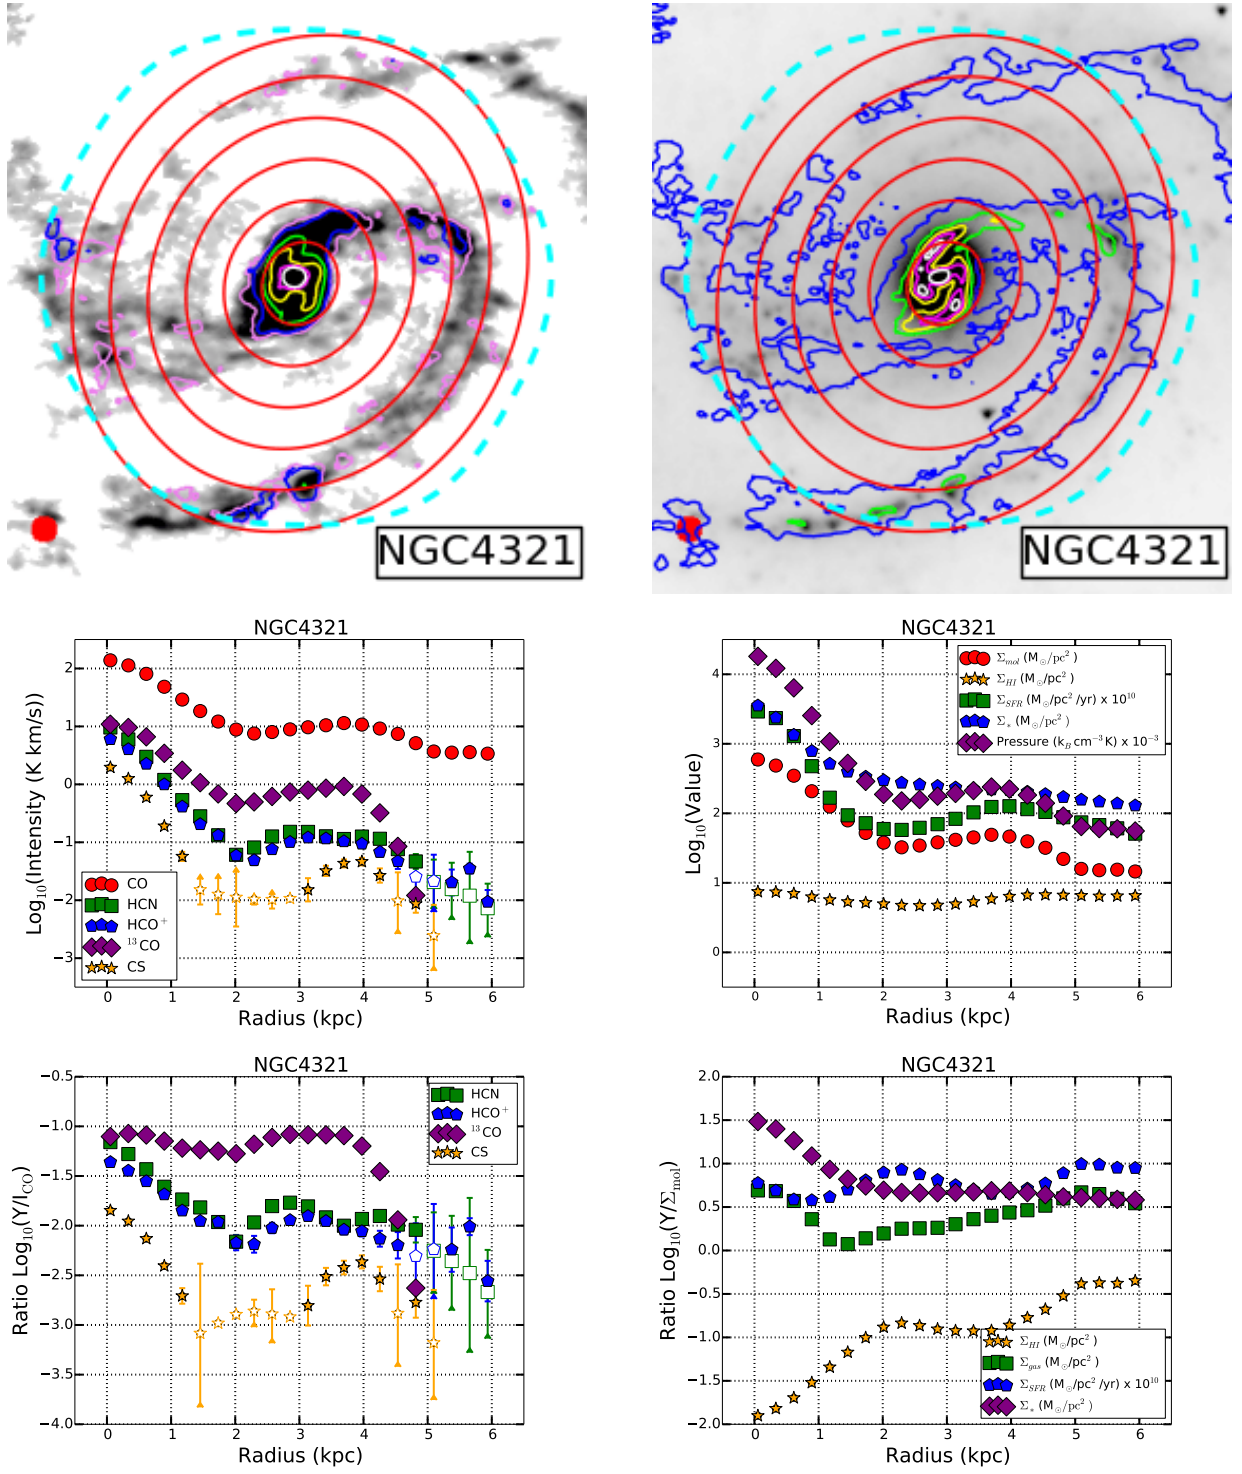 NGC4321
NGC4321
NGC4321
Log₁₀(Intensity (K km/s))
2
1
0
−1
−2
−3
CO
HCN
HCO⁺
¹³CO
CS
0 1 2 3 4 5 6
Radius (kpc)
NGC4321
Log₁₀(Value)
4
3
2
1
0
Σmol (M⊙/pc²)
ΣHI (M⊙/pc²)
ΣSFR (M⊙/pc²/yr) x 10¹⁰
Σ* (M⊙/pc²)
Pressure (kB cm⁻³K) x 10⁻³
0 1 2 3 4 5 6
Radius (kpc)
NGC4321
Ratio Log₁₀(Y/ICO)
−0.5
−1.0
−1.5
−2.0
−2.5
−3.0
−3.5
−4.0
HCN
HCO⁺
¹³CO
CS
0 1 2 3 4 5 6
Radius (kpc)
NGC4321
Ratio Log₁₀(Y/Σmol)
2.0
1.5
1.0
0.5
0.0
−0.5
−1.0
−1.5
−2.0
ΣHI (M⊙/pc²)
Σgas (M⊙/pc²)
ΣSFR (M⊙/pc²/yr) x 10¹⁰
Σ* (M⊙/pc²)
0 1 2 3 4 5 6
Radius (kpc)